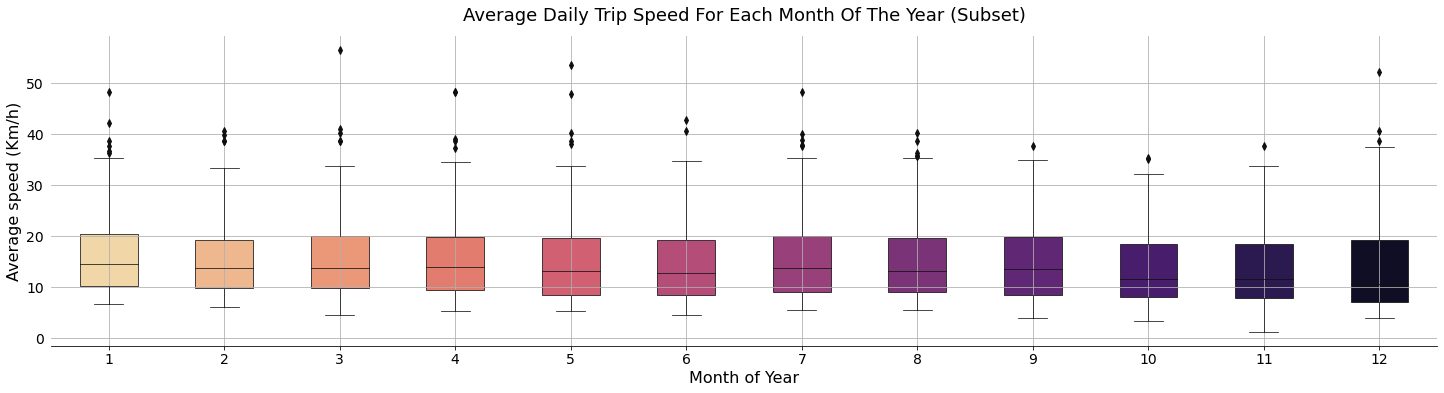 Average Daily Trip Speed For Each Month Of The Year (Subset)
Average speed (Km/h)
50
40
30
20
10
0
1 2 3 4 5 6 7 8 9 10 11 12
Month of Year